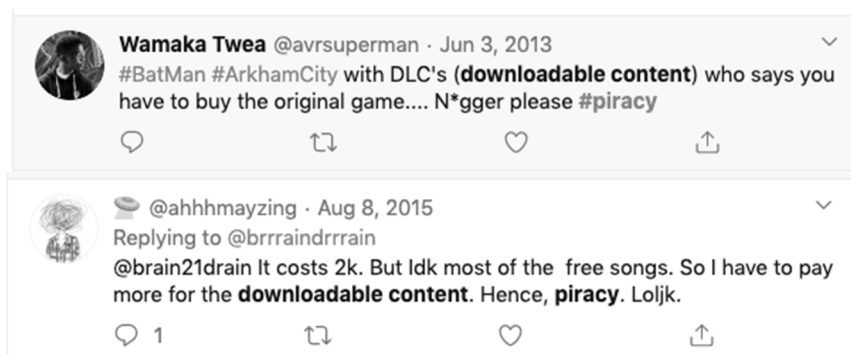 Wamaka Twea @avrsuperman · Jun 3, 2013
#BatMan #ArkhamCity with DLC's (downloadable content) who says you
have to buy the original game.... N*gger please #piracy
@ahhhmayzing · Aug 8, 2015
Replying to @brrraindrrrain
@brain21drain It costs 2k. But Idk most of the free songs. So I have to pay
more for the downloadable content. Hence, piracy. Loljk.
1